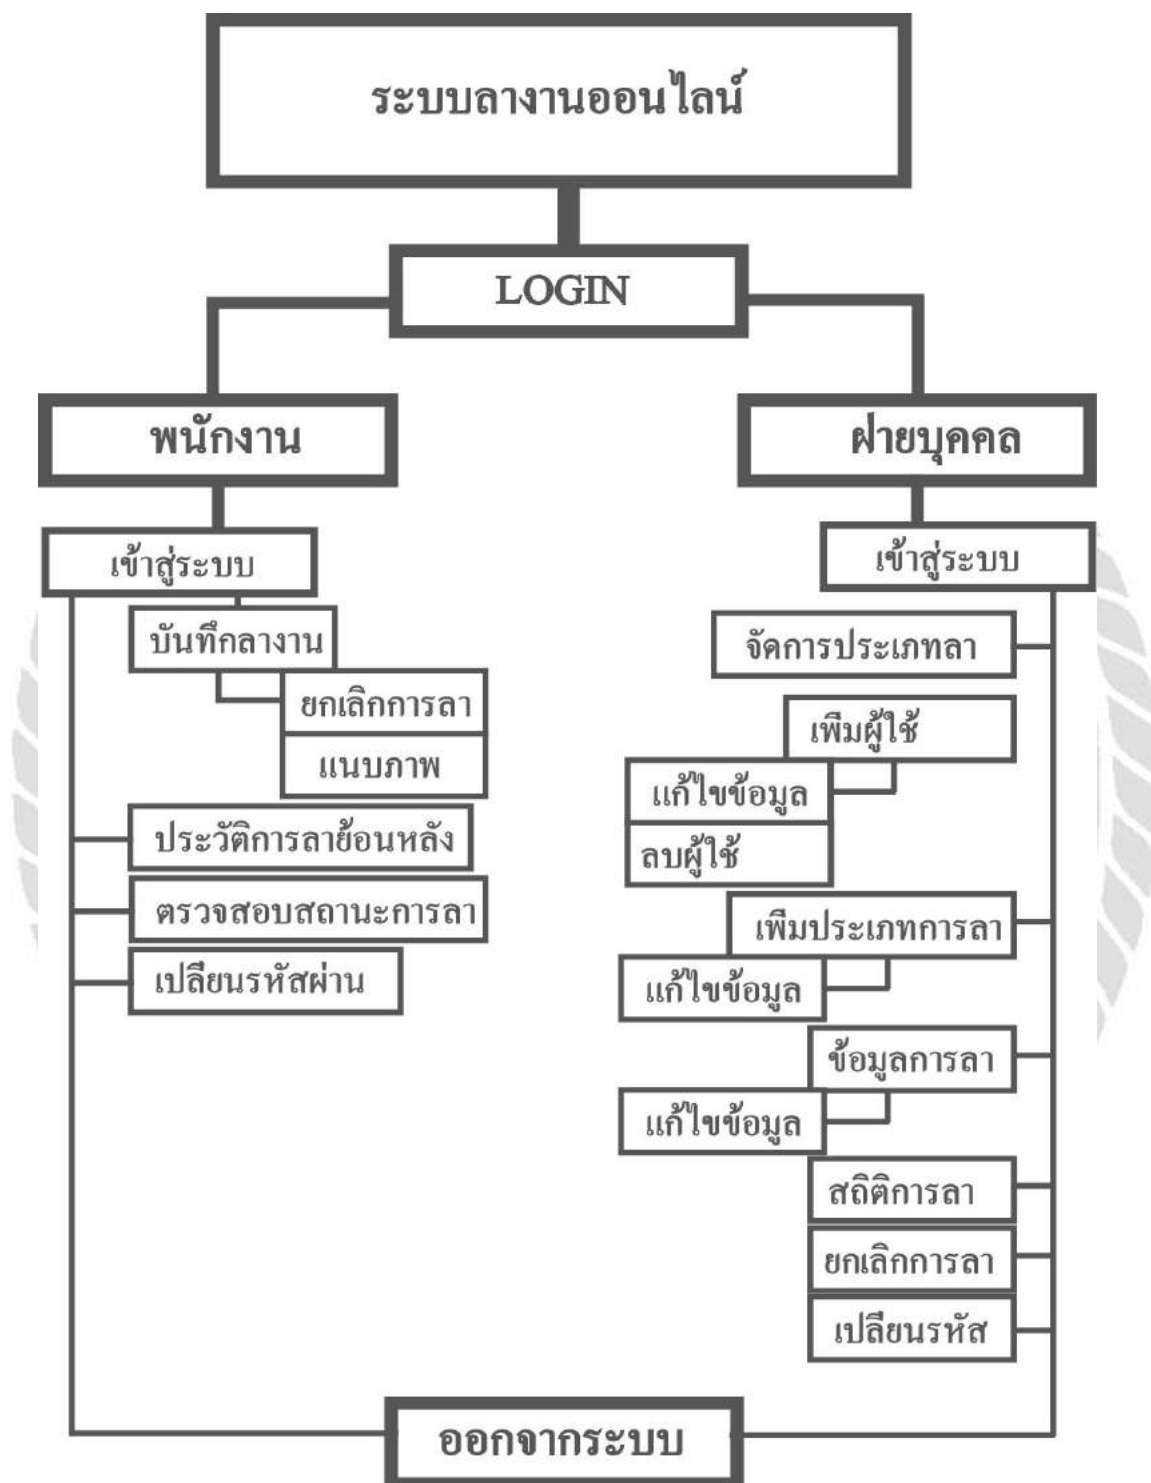 ระบบลางานออนไลน์
LOGIN
พนักงาน
ฝ่ายบุคคล
เข้าสู่ระบบ
บันทึกลางาน
ยกเลิกการลา
แนบภาพ
ประวัติการลาย้อนหลัง
ตรวจสอบสถานะการลา
เปลี่ยนรหัสผ่าน
เข้าสู่ระบบ
จัดการประเภทลา
เพิ่มผู้ใช้
แก้ไขข้อมูล
ลบผู้ใช้
เพิ่มประเภทการลา
แก้ไขข้อมูล
ข้อมูลการลา
แก้ไขข้อมูล
สถิติการลา
ยกเลิกการลา
เปลี่ยนรหัส
ออกจากระบบ